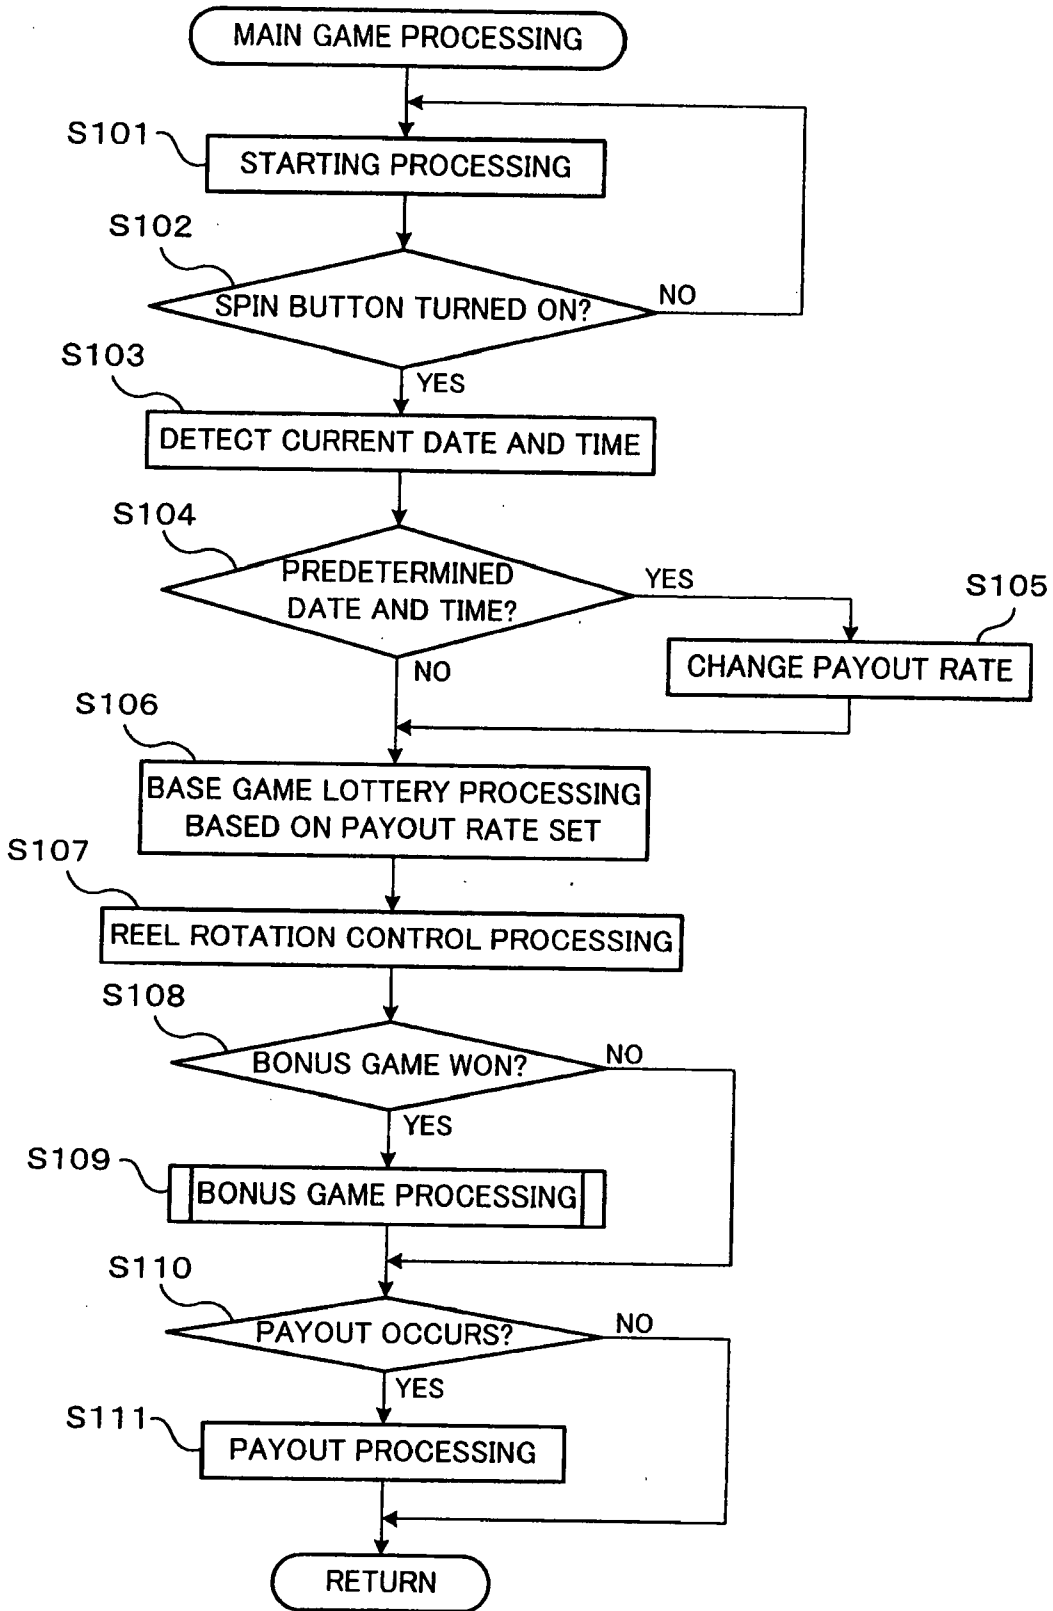 MAIN GAME PROCESSING
S101
STARTING PROCESSING
S102
SPIN BUTTON TURNED ON?
NO
S103
YES
DETECT CURRENT DATE AND TIME
S104
PREDETERMINED
DATE AND TIME?
YES
S105
CHANGE PAYOUT RATE
NO
S106
BASE GAME LOTTERY PROCESSING
BASED ON PAYOUT RATE SET
S107
REEL ROTATION CONTROL PROCESSING
S108
BONUS GAME WON?
NO
YES
S109
BONUS GAME PROCESSING
S110
PAYOUT OCCURS?
NO
YES
S111
PAYOUT PROCESSING
RETURN